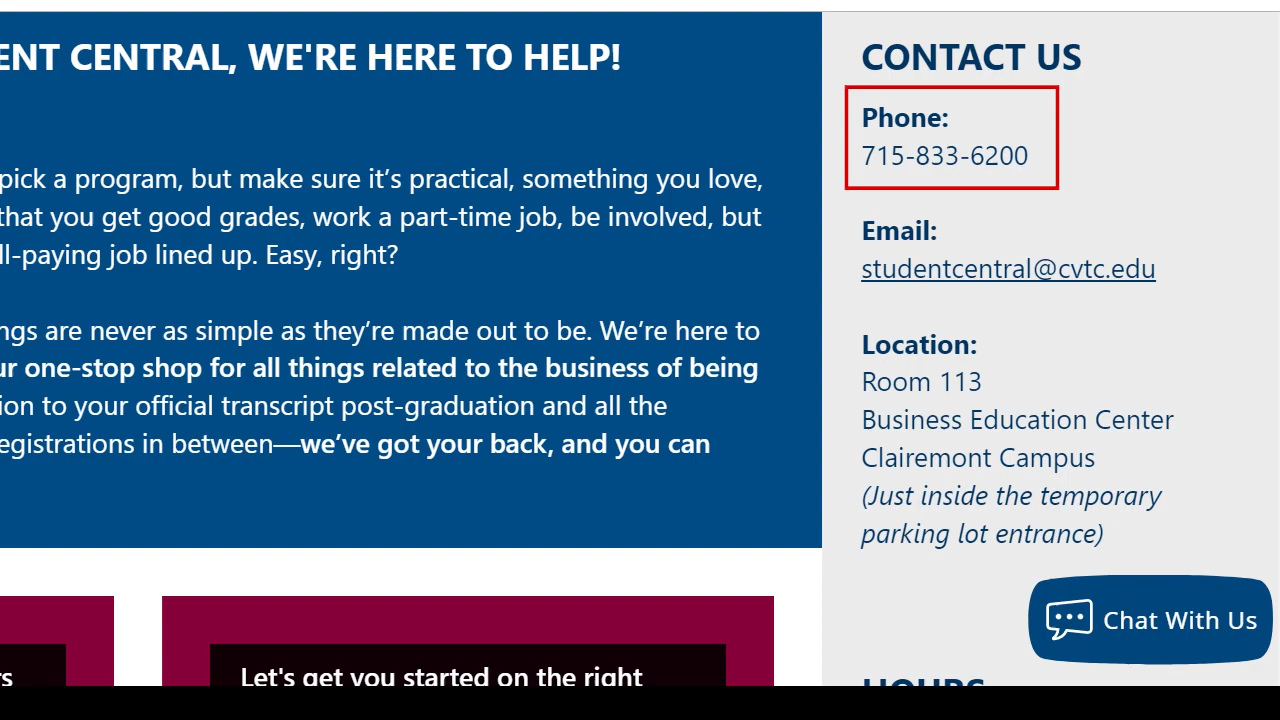 ENT CENTRAL, WE'RE HERE TO HELP!
pick a program, but make sure it’s practical, something you love,
that you get good grades, work a part-time job, be involved, but
ll-paying job lined up. Easy, right?
ngs are never as simple as they’re made out to be. We’re here to
ur one-stop shop for all things related to the business of being
ion to your official transcript post-graduation and all the
egistrations in between—we’ve got your back, and you can
rs
Let's get you started on the right
CONTACT US
Phone:
715-833-6200
Email:
studentcentral@cvtc.edu
Location:
Room 113
Business Education Center
Clairemont Campus
(Just inside the temporary
parking lot entrance)
Chat With Us
HOURS